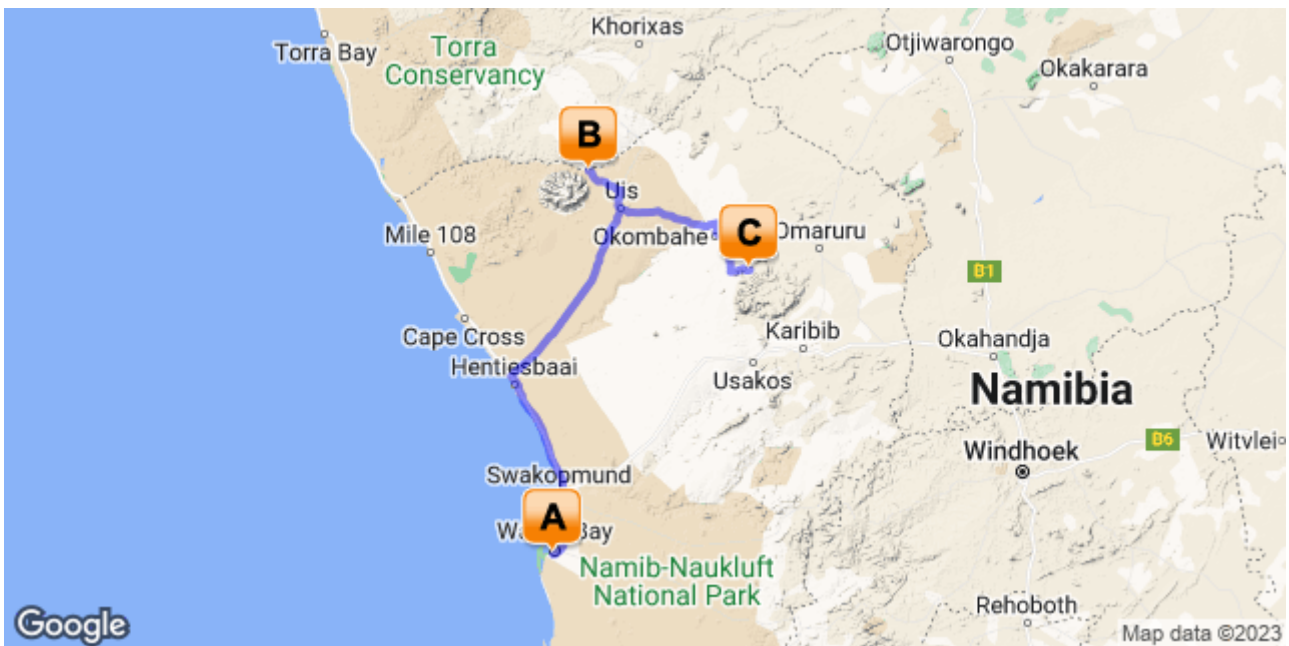 Khorixas
Torra Bay
Torra
Conservancy
Otjiwarongo
Okakarara
B
Uis
Mile 108
Okombahe
C
Omaruru
B1
Cape Cross
Karibib
Okahandja
Hentiesbaai
Usakos
Namibia
Windhoek
B6
Witvlei
Swakopmund
A
Bay
Namib-Naukluft
National Park
Rehoboth
Google
Map data ©2023